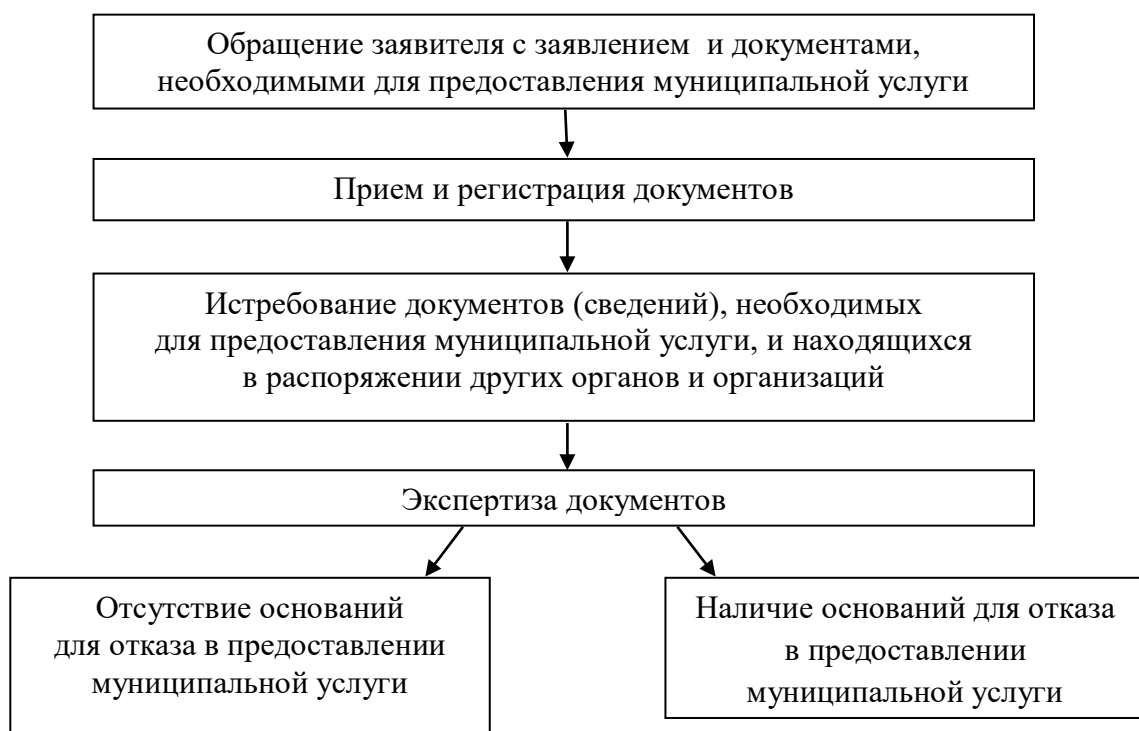 Обращение заявителя с заявлением и документами,
необходимыми для предоставления муниципальной услуги
Прием и регистрация документов
Истребование документов (сведений), необходимых
для предоставления муниципальной услуги, и находящихся
в распоряжении других органов и организаций
Экспертиза документов
Отсутствие оснований
для отказа в предоставлении
муниципальной услуги
Наличие оснований для отказа
в предоставлении
муниципальной услуги